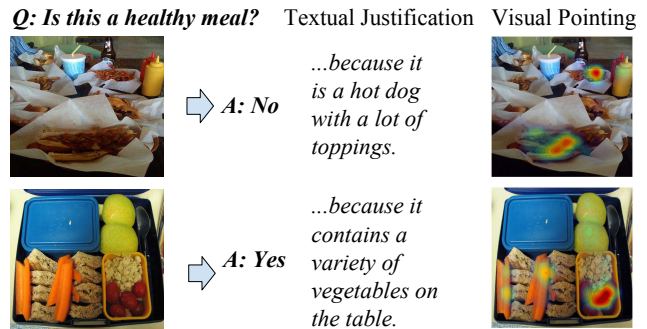 Q: Is this a healthy meal? Textual Justification Visual Pointing
A: No
...because it
is a hot dog
with a lot of
toppings.
A: Yes
...because it
contains a
variety of
vegetables on
the table.